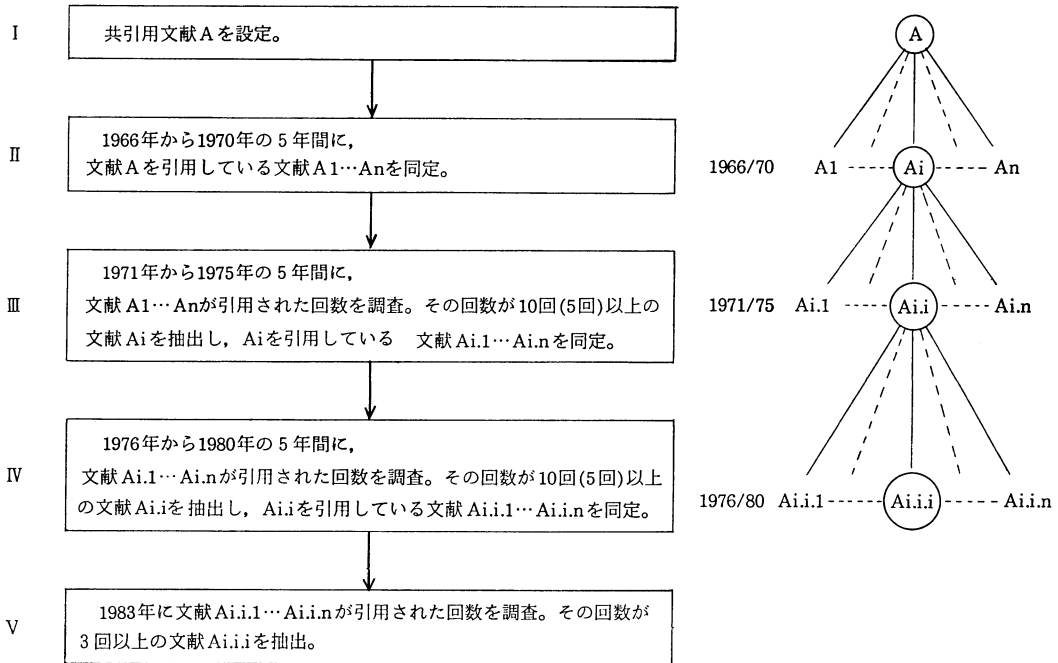 I
共引用文献Aを設定。
II
1966年から1970年の5年間に,
文献Aを引用している文献A1…Anを同定。
III
1971年から1975年の5年間に,
文献A1…Anが引用された回数を調査。その回数が10回(5回)以上の
文献Aiを抽出し, Aiを引用している 文献Ai.1…Ai.nを同定。
IV
1976年から1980年の5年間に,
文献Ai.1…Ai.nが引用された回数を調査。その回数が10回(5回)以上
の文献Ai.iを抽出し, Ai.iを引用している文献Ai.i.1…Ai.i.nを同定。
V
1983年に文献Ai.i.1…Ai.i.nが引用された回数を調査。その回数が
3回以上の文献Ai.i.iを抽出。
A
1966/70 A1 Ai An
1971/75 Ai.1 Ai.i Ai.n
1976/80 Ai.i.1 Ai.i.i Ai.i.n